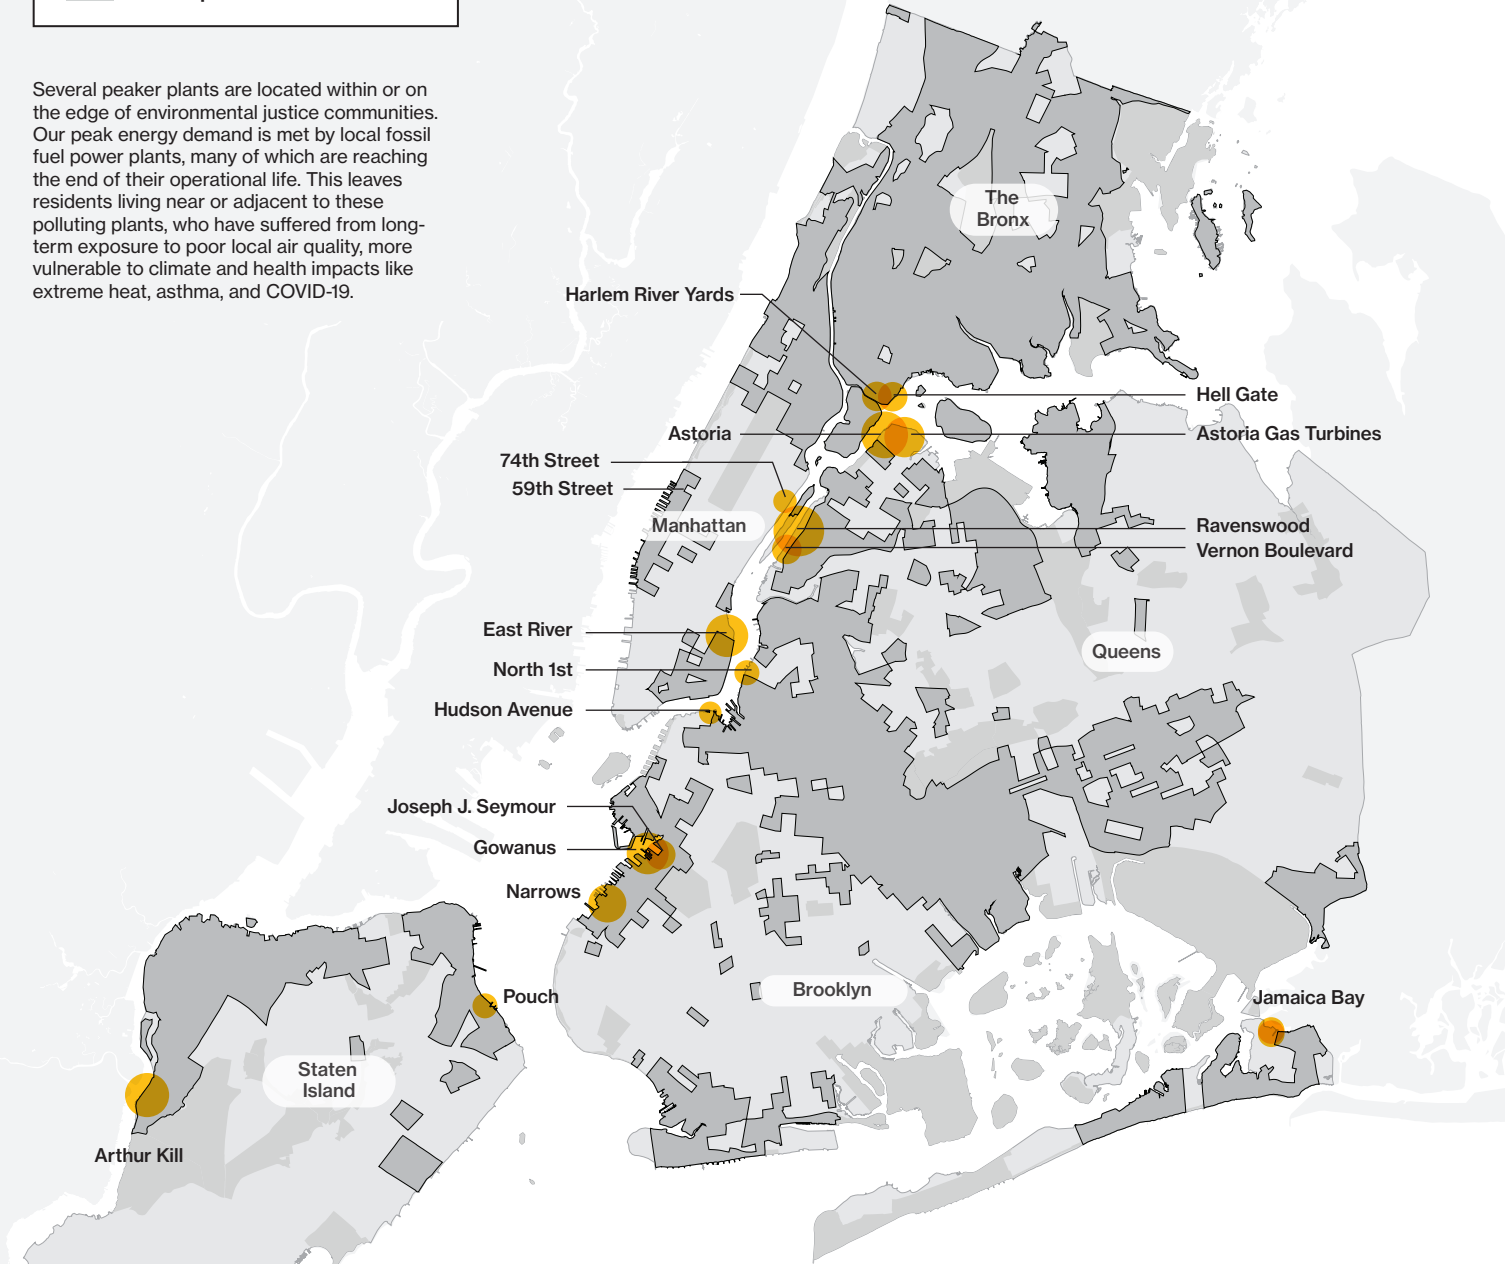 Several peaker plants are located within or on
the edge of environmental justice communities.
Our peak energy demand is met by local fossil
fuel power plants, many of which are reaching
the end of their operational life. This leaves
residents living near or adjacent to these
polluting plants, who have suffered from long-
term exposure to poor local air quality, more
vulnerable to climate and health impacts like
extreme heat, asthma, and COVID-19.
The
Bronx
Harlem River Yards
Hell Gate
Astoria
Astoria Gas Turbines
74th Street
59th Street
Manhattan
Ravenswood
Vernon Boulevard
East River
Queens
North 1st
Hudson Avenue
Joseph J. Seymour
Gowanus
Narrows
Brooklyn
Pouch
Jamaica Bay
Staten
Island
Arthur Kill